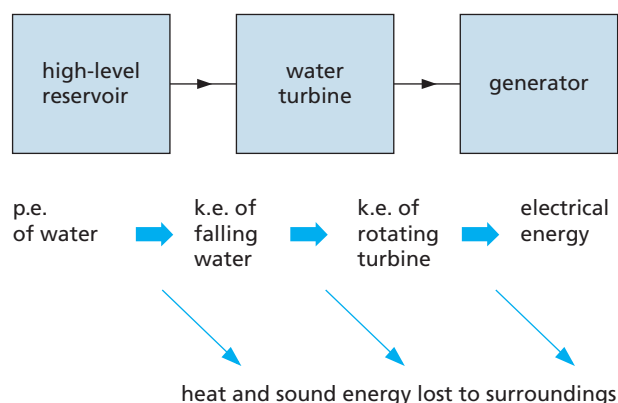 high-level
reservoir
water
turbine
generator
p.e.
of water
k.e. of
falling
water
k.e. of
rotating
turbine
electrical
energy
heat and sound energy lost to surroundings